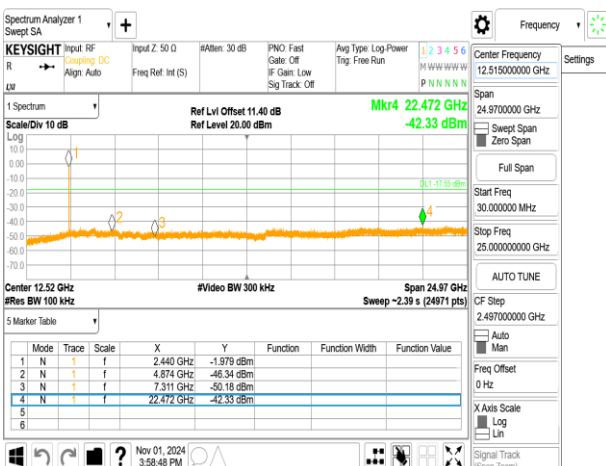 Spectrum Analyzer 1
Swept SA
Frequency
KEYSIGHT
R
Input: RF
Coupling: DC
Align: Auto
Input Z: 50 Ω
Freq Ref: Int (S)
#Atten: 30 dB
PNO: Fast
Gate: Off
IF Gain: Low
Sig Track: Off
Avg Type: Log-Power
Trig: Free Run
1 2 3 4 5 6
M W W W W W
P N N N N N
Settings
Center Frequency
12.515000000 GHz
Span
24.9700000 GHz
Swept Span
Zero Span
Full Span
Start Freq
30.000000 MHz
Stop Freq
25.000000000 GHz
AUTO TUNE
CF Step
2.497000000 GHz
Auto
Man
Freq Offset
0 Hz
X Axis Scale
Log
Lin
Signal Track
(Span Zoom)
1 Spectrum
Scale/Div 10 dB
Ref Lvl Offset 11.40 dB
Ref Level 20.00 dBm
Mkr4 22.472 GHz
-42.33 dBm
Log
10.0
0.00
-10.0
-20.0
-30.0
-40.0
-50.0
-60.0
-70.0
1
2
3
4
DL1 -17.55 dBm
Center 12.52 GHz
#Res BW 100 kHz
#Video BW 300 kHz
Span 24.97 GHz
Sweep ~2.39 s (24971 pts)
5 Marker Table
Mode Trace Scale X Y Function Function Width Function Value
1 N 1 f 2.440 GHz -1.979 dBm
2 N 1 f 4.874 GHz -46.34 dBm
3 N 1 f 7.311 GHz -50.18 dBm
4 N 1 f 22.472 GHz -42.33 dBm
5
6
?
Nov 01, 2024
3:58:48 PM